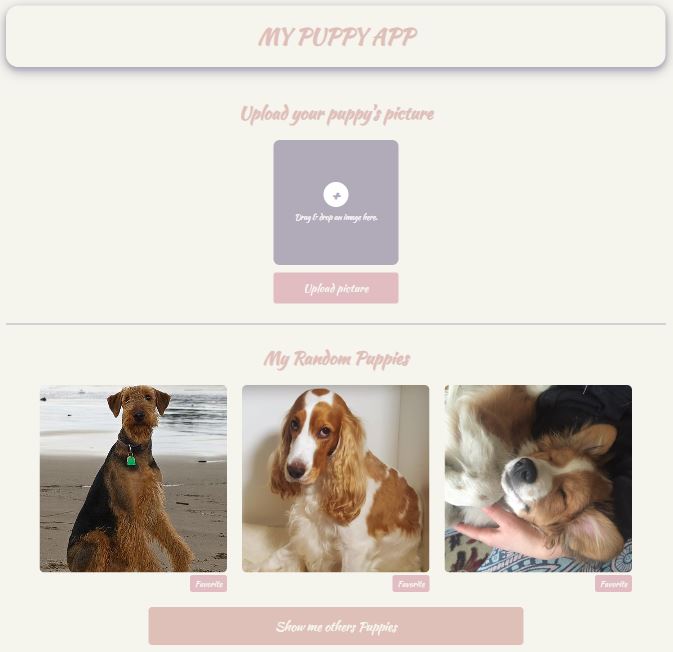 MY PUPPY APP
Upload your puppy's picture
+
Drag & drop an image here.
Upload picture
My Random Puppies
Favorite
Favorite
Favorite
Show me others Puppies